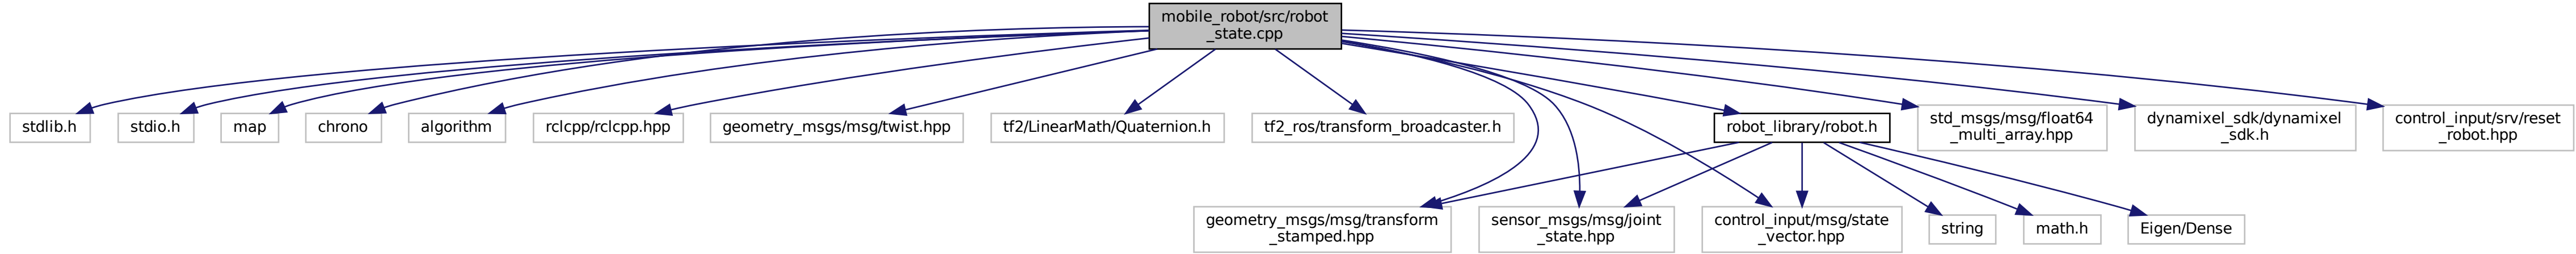 mobile_robot/src/robot
_state.cpp
stdlib.h
stdio.h
map
chrono
algorithm
rclcpp/rclcpp.hpp
geometry_msgs/msg/twist.hpp
tf2/LinearMath/Quaternion.h
tf2_ros/transform_broadcaster.h
robot_library/robot.h
std_msgs/msg/float64
_multi_array.hpp
dynamixel_sdk/dynamixel
_sdk.h
control_input/srv/reset
_robot.hpp
geometry_msgs/msg/transform
_stamped.hpp
sensor_msgs/msg/joint
_state.hpp
control_input/msg/state
_vector.hpp
string
math.h
Eigen/Dense